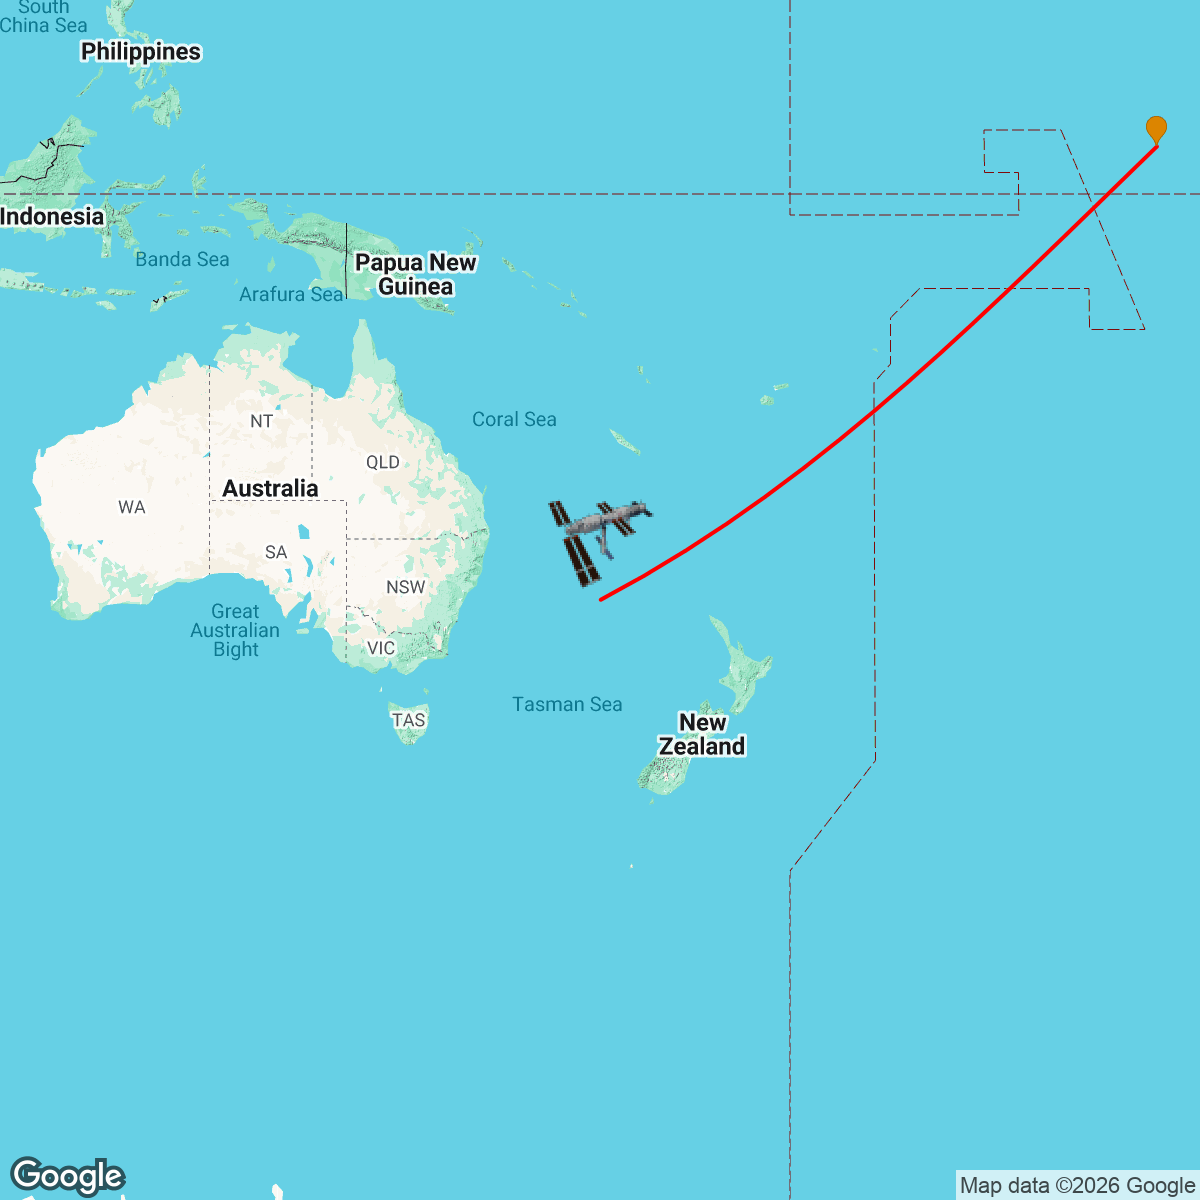 South
China Sea
Philippines
Indonesia
Banda Sea
Papua New
Guinea
Arafura Sea
Coral Sea
NT
QLD
Australia
WA
SA
NSW
Great
Australian
Bight
VIC
TAS
Tasman Sea
New
Zealand
Google
Map data ©2026 Google